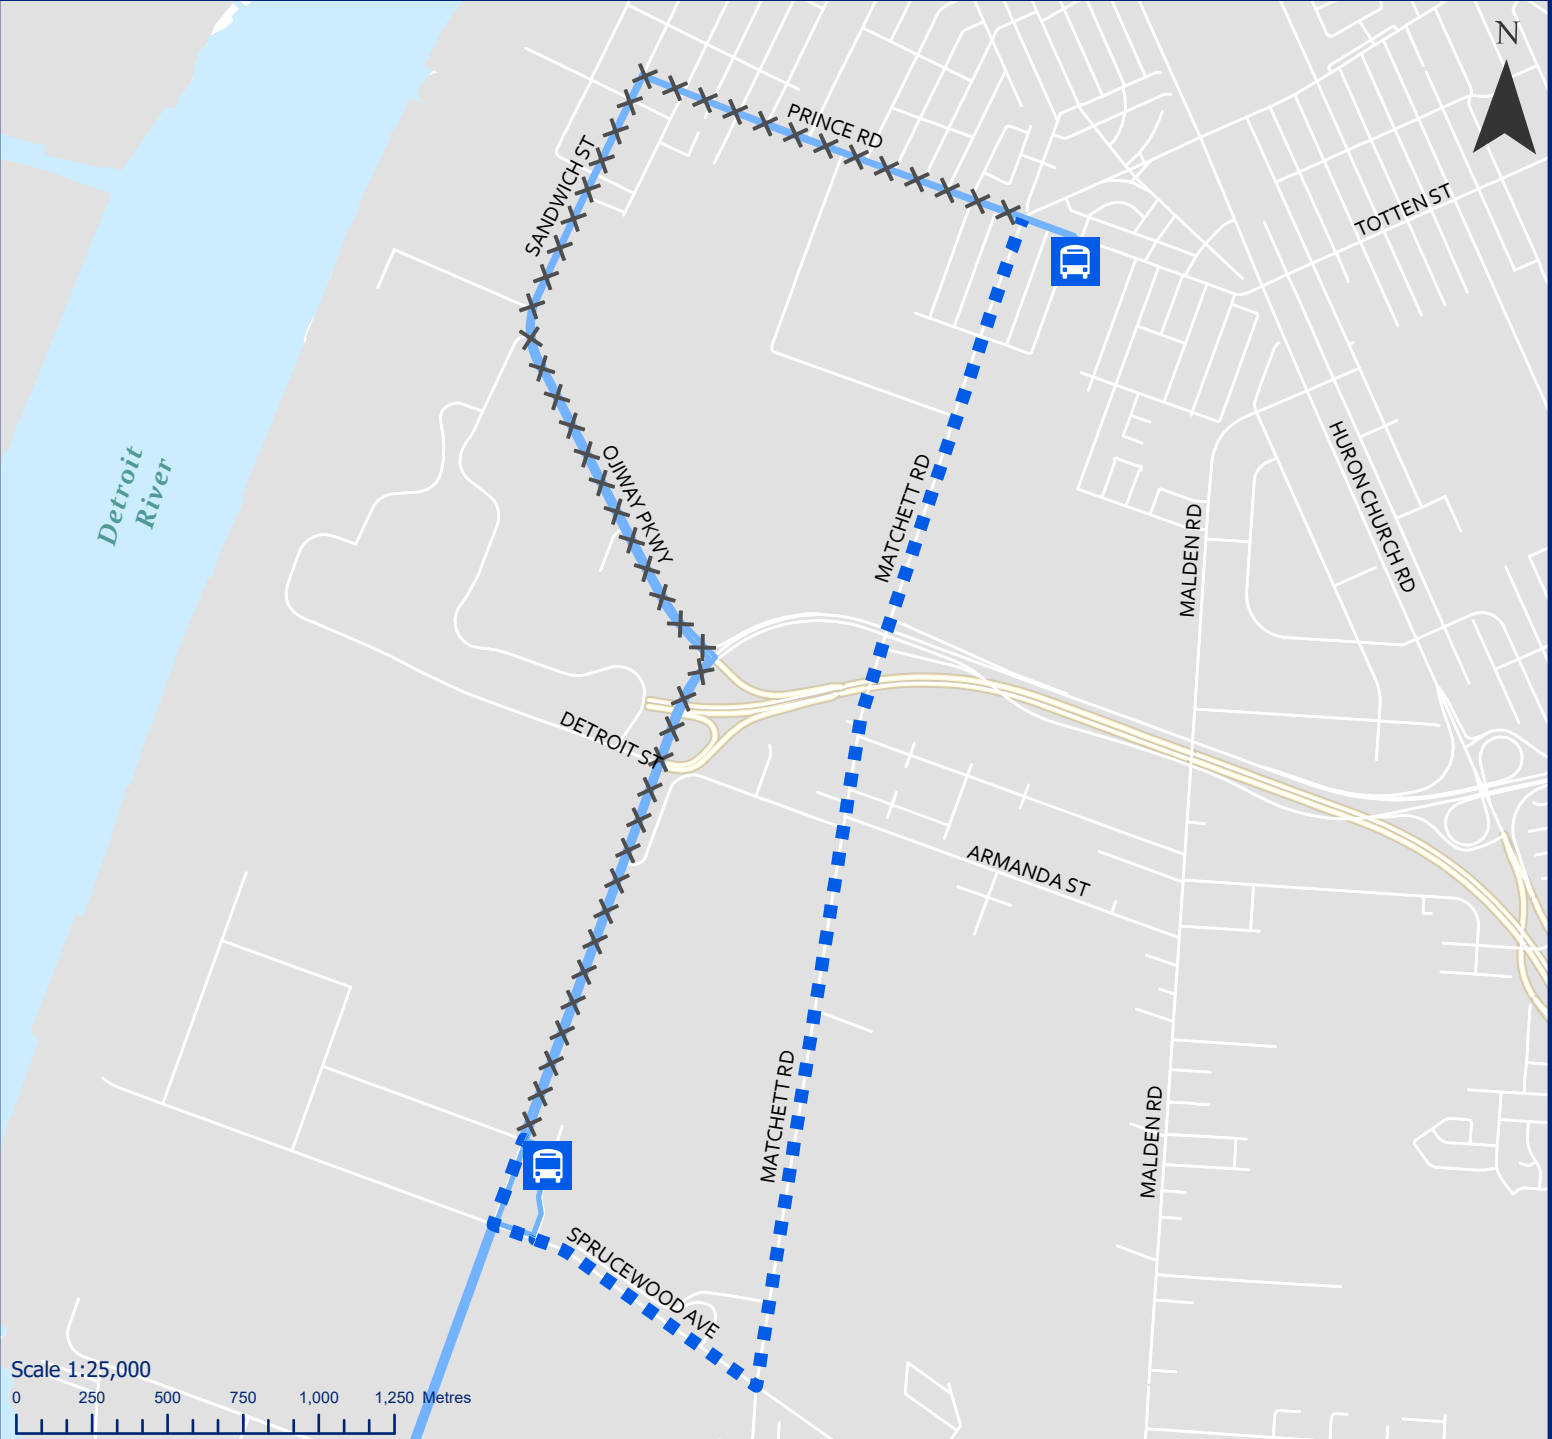 N
PRINCE RD
SANDWICH ST
TOTTEN ST
Detroit
River
OJIWAY PKWY
MATCHETT RD
HURON CHURCH RD
MALDEN RD
DETROIT ST
ARMANDA ST
MATCHETT RD
MALDEN RD
SPRUCEWOOD AVE
Scale 1:25,000
0 250 500 750 1,000 1,250 Metres